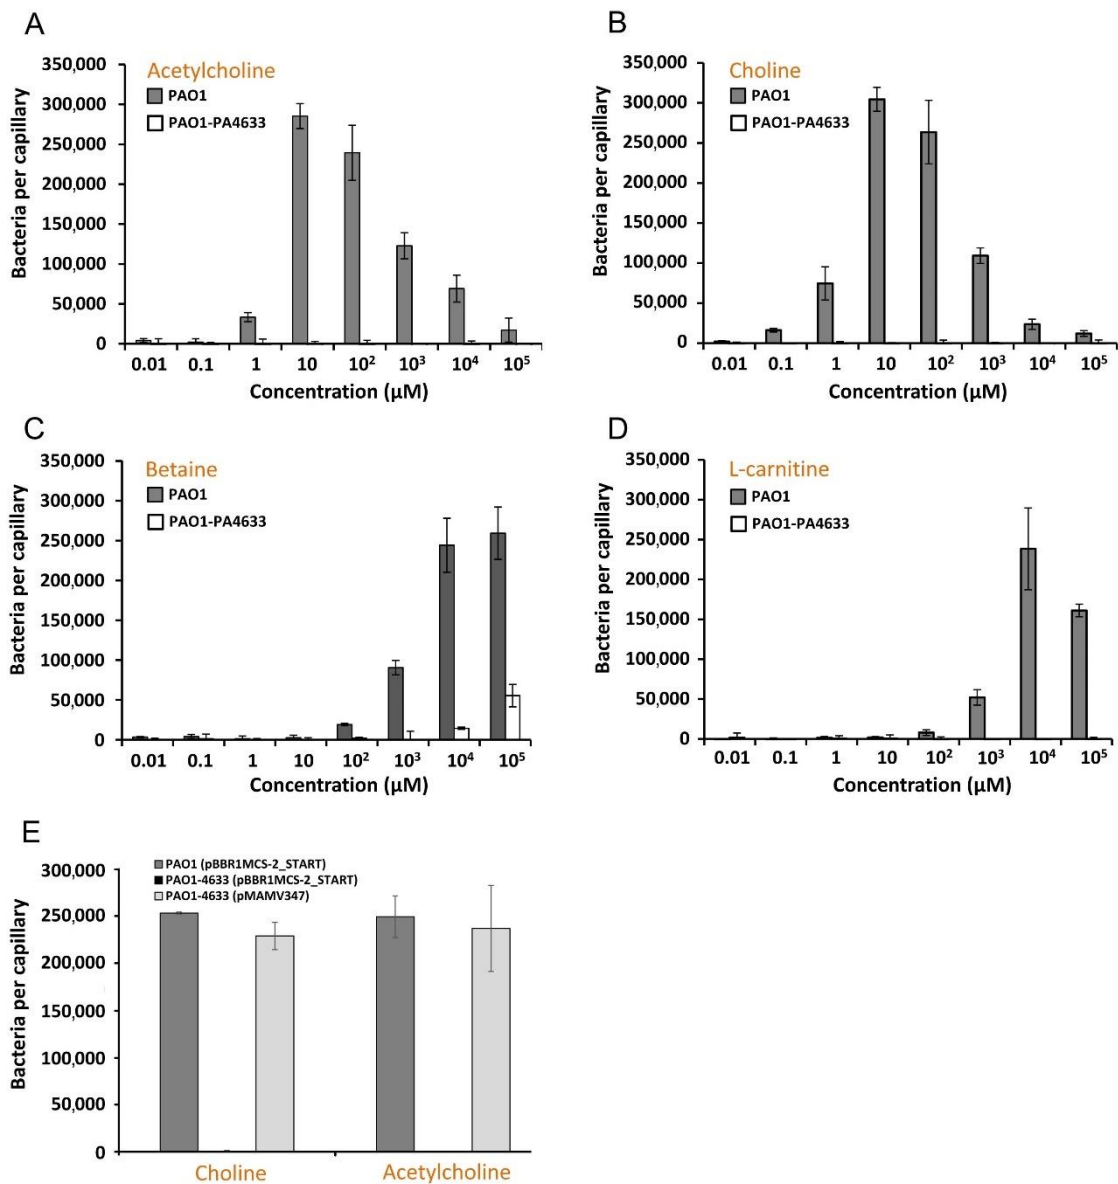 A
Acetylcholine
PAO1
PAO1-PA4633
Bacteria per capillary
350,000
300,000
250,000
200,000
150,000
100,000
50,000
0
0.01 0.1 1 10 10² 10³ 10⁴ 10⁵
Concentration (µM)
B
Choline
PAO1
PAO1-PA4633
Bacteria per capillary
350,000
300,000
250,000
200,000
150,000
100,000
50,000
0
0.01 0.1 1 10 10² 10³ 10⁴ 10⁵
Concentration (µM)
C
Betaine
PAO1
PAO1-PA4633
Bacteria per capillary
350,000
300,000
250,000
200,000
150,000
100,000
50,000
0
0.01 0.1 1 10 10² 10³ 10⁴ 10⁵
Concentration (µM)
D
L-carnitine
PAO1
PAO1-PA4633
Bacteria per capillary
350,000
300,000
250,000
200,000
150,000
100,000
50,000
0
0.01 0.1 1 10 10² 10³ 10⁴ 10⁵
Concentration (µM)
E
PAO1 (pBBR1MCS-2_START)
PAO1-4633 (pBBR1MCS-2_START)
PAO1-4633 (pMAMV347)
Bacteria per capillary
300,000
250,000
200,000
150,000
100,000
50,000
0
Choline Acetylcholine